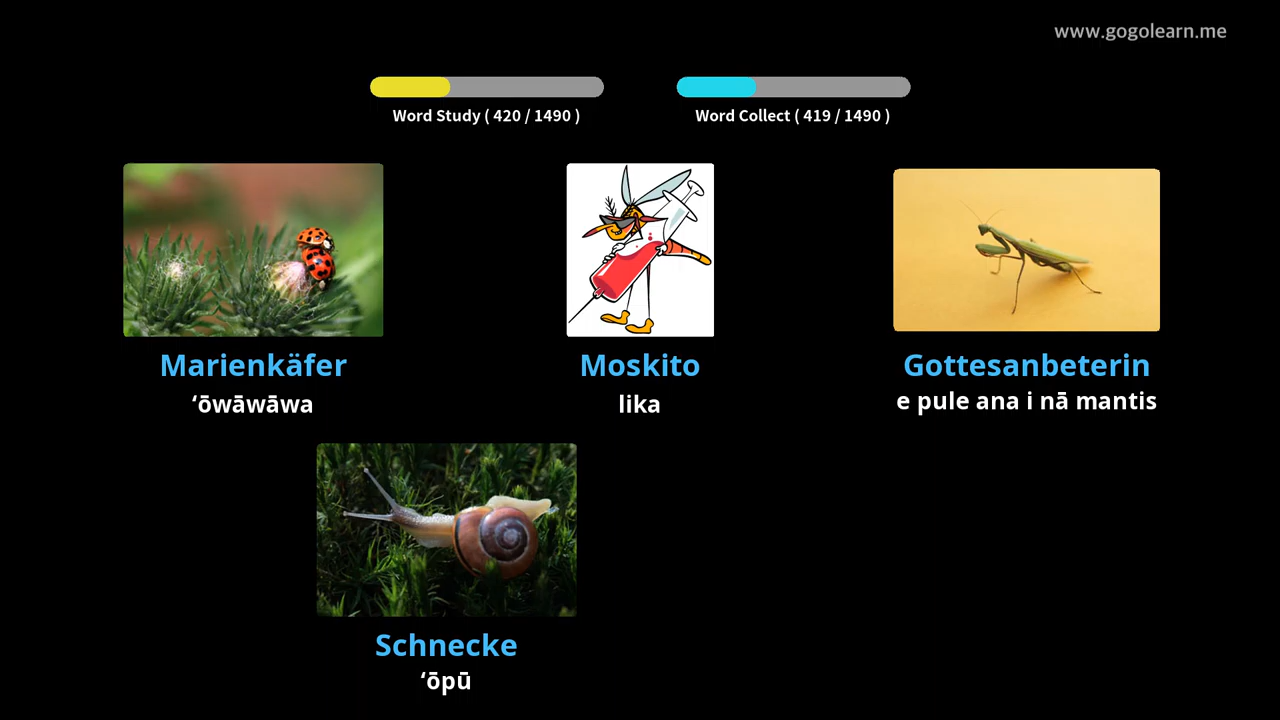 www.gogolearn.me
Word Study ( 420 / 1490 )
Word Collect ( 419 / 1490 )
Marienkäfer
ʻōwāwāwa
Moskito
lika
Gottesanbeterin
e pule ana i nā mantis
Schnecke
ʻōpū